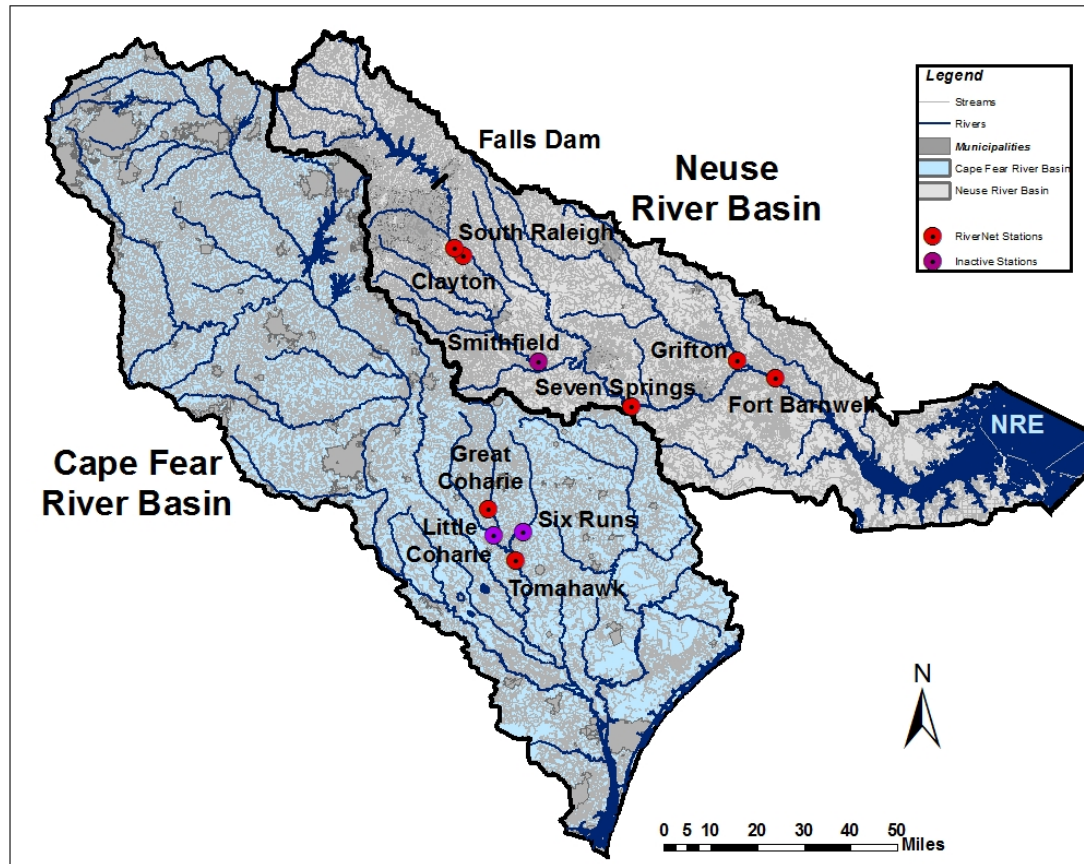 Legend
Streams
Rivers
Municipalities
Cape Fear River Basin
Neuse River Basin
RiverNet Stations
Inactive Stations
Falls Dam
Neuse
River Basin
South Raleigh
Clayton
Smithfield
Grifton
Seven Springs
Fort Barnwell
NRE
Cape Fear
River Basin
Great
Coharie
Little
Coharie
Six Runs
Tomahawk
N
0 5 10 20 30 40 50
Miles